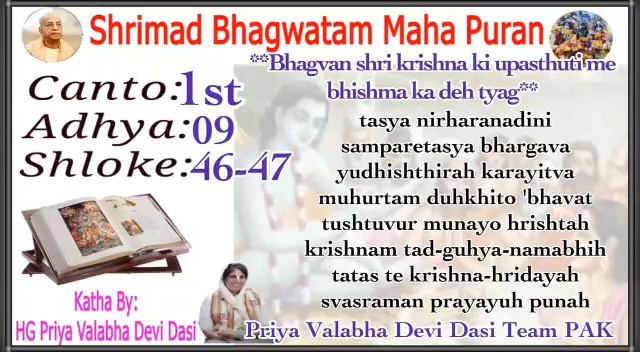 Shrimad Bhagwatam Maha Puran
**Bhagvan shri krishna ki upasthuti me
bhishma ka deh tyag**
Canto:1st
Adhya:09
Shloke:46-47
tasya nirharanadini
samparetasya bhargava
yudhishthirah karayitva
muhurtam duhkhito 'bhavat
tushtuvur munayo hrishtah
krishnam tad-guhya-namabhih
tatas te krishna-hridayah
svasraman prayayuh punah
Katha By:
HG Priya Valabha Devi Dasi
Priya Valabha Devi Dasi Team PAK